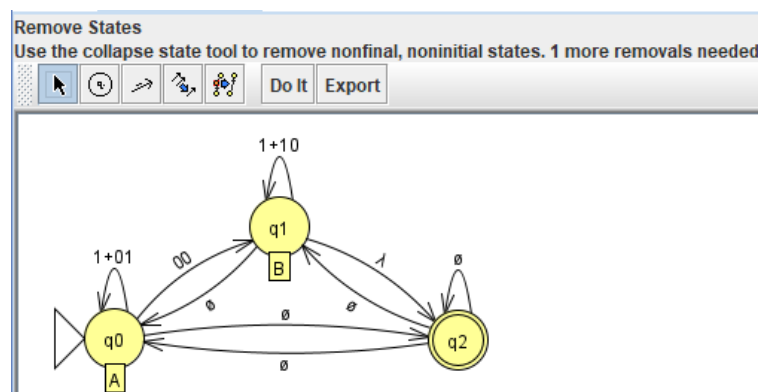 Remove States
Use the collapse state tool to remove nonfinal, noninitial states. 1 more removals needed
Do It Export
1+10
q1
B
00
λ
1+01
ø
ø
ø
ø
q0
q2
A
ø